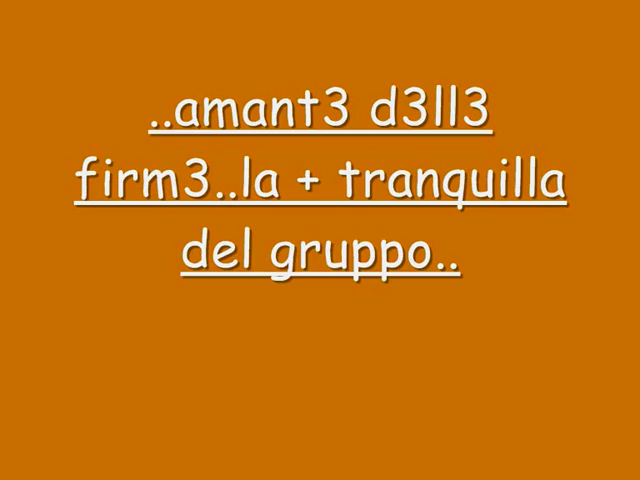 ..amant3 d3ll3
firm3..la + tranquilla
del gruppo..